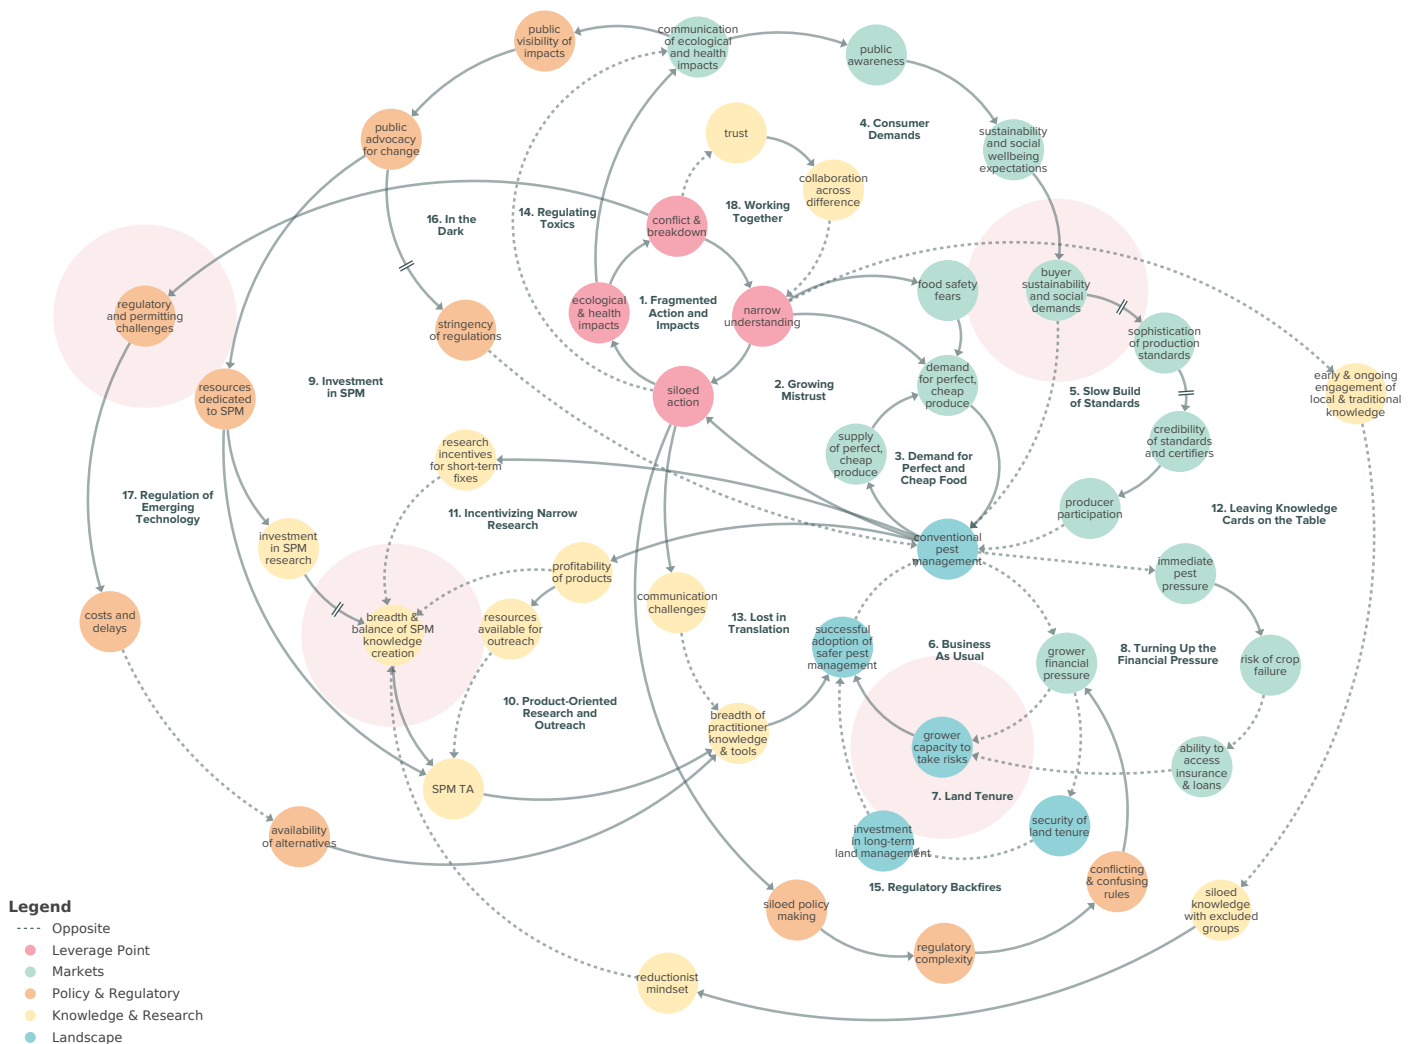 public
visibility of
impacts
communication
of ecological
and health
impacts
public
awareness
public
advocacy
for change
trust
4. Consumer
Demands
sustainability
and social
wellbeing
expectations
collaboration
across
difference
16. In the
Dark
14. Regulating
Toxics
conflict &
breakdown
18. Working
Together
regulatory
and permitting
challenges
stringency
of regulations
ecological
& health
impacts
1. Fragmented
Action and
Impacts
narrow
understanding
food safety
fears
buyer
sustainability
and social
demands
sophistication
of production
standards
resources
dedicated
to SPM
9. Investment
in SPM
siloed
action
2. Growing
Mistrust
demand
for perfect,
cheap
produce
5. Slow Build
of Standards
early & ongoing
engagement of
local & traditional
knowledge
research
incentives
for short-term
fixes
supply
of perfect,
cheap
produce
3. Demand for
Perfect and
Cheap Food
credibility
of standards
and certifiers
17. Regulation of
Emerging
Technology
11. Incentivizing Narrow
Research
producer
participation
12. Leaving Knowledge
Cards on the Table
investment
in SPM
research
profitability
of products
conventional
pest
management
immediate
pest
pressure
costs and
delays
breadth &
balance of SPM
knowledge
creation
resources
available for
outreach
communication
challenges
13. Lost in
Translation
successful
adoption of
safer pest
management
6. Business
As Usual
grower
financial
pressure
8. Turning Up the
Financial Pressure
risk of crop
failure
10. Product-Oriented
Research and
Outreach
breadth of
practitioner
knowledge
& tools
grower
capacity to
take risks
ability to
access
insurance
& loans
SPM TA
7. Land Tenure
availability
of alternatives
investment
in long-term
land management
security of
land tenure
15. Regulatory Backfires
conflicting
& confusing
rules
siloed policy
making
siloed
knowledge
with excluded
groups
regulatory
complexity
reductionist
mindset
Legend
Opposite
Leverage Point
Markets
Policy & Regulatory
Knowledge & Research
Landscape